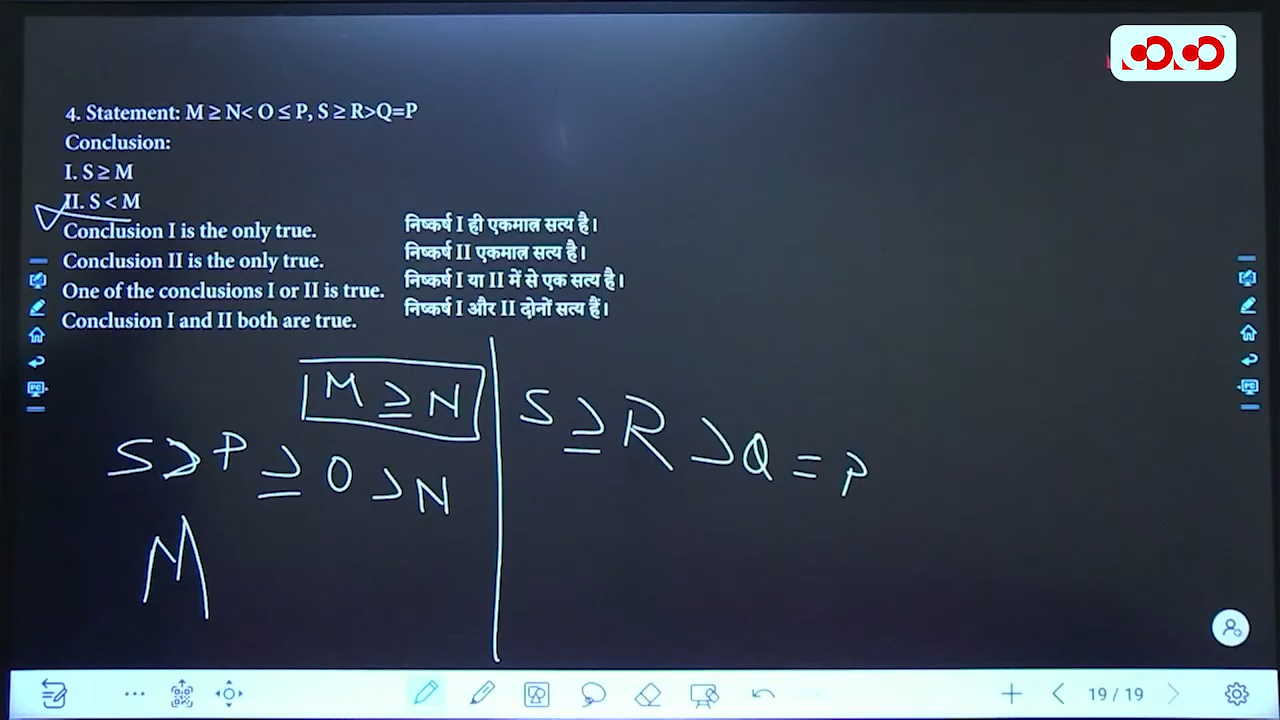 4. Statement: M ≥ N< O ≤ P, S ≥ R>Q=P
Conclusion:
I. S ≥ M
II. S < M
Conclusion I is the only true.
Conclusion II is the only true.
One of the conclusions I or II is true.
Conclusion I and II both are true.
निष्कर्ष I ही एकमात्र सत्य है।
निष्कर्ष II एकमात्र सत्य है।
निष्कर्ष I या II में से एक सत्य है।
निष्कर्ष I और II दोनों सत्य हैं।
M ≥ N
S > P ≥ O > N
M
S ≥ R > Q = P
PC
PC
19 / 19